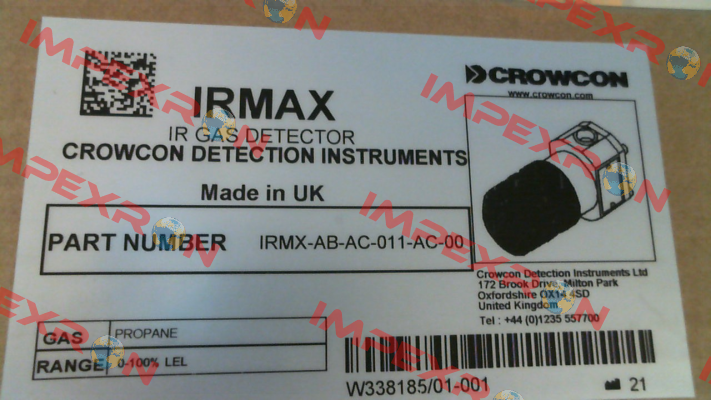 IRMAX
IR GAS DETECTOR
CROWCON DETECTION INSTRUMENTS
Made in UK
PART NUMBER IRMX-AB-AC-011-AC-00
GAS PROPANE
RANGE 0-100% LEL
CROWCON
www.crowcon.com
Crowcon Detection Instruments Ltd
172 Brook Drive, Milton Park
Oxfordshire OX14 4SD
United Kingdom
Tel : +44 (0)1235 557700
W338185/01-001
21
IMPEXRON
IMPEXRON
IMPEXRON
IMPEXRON